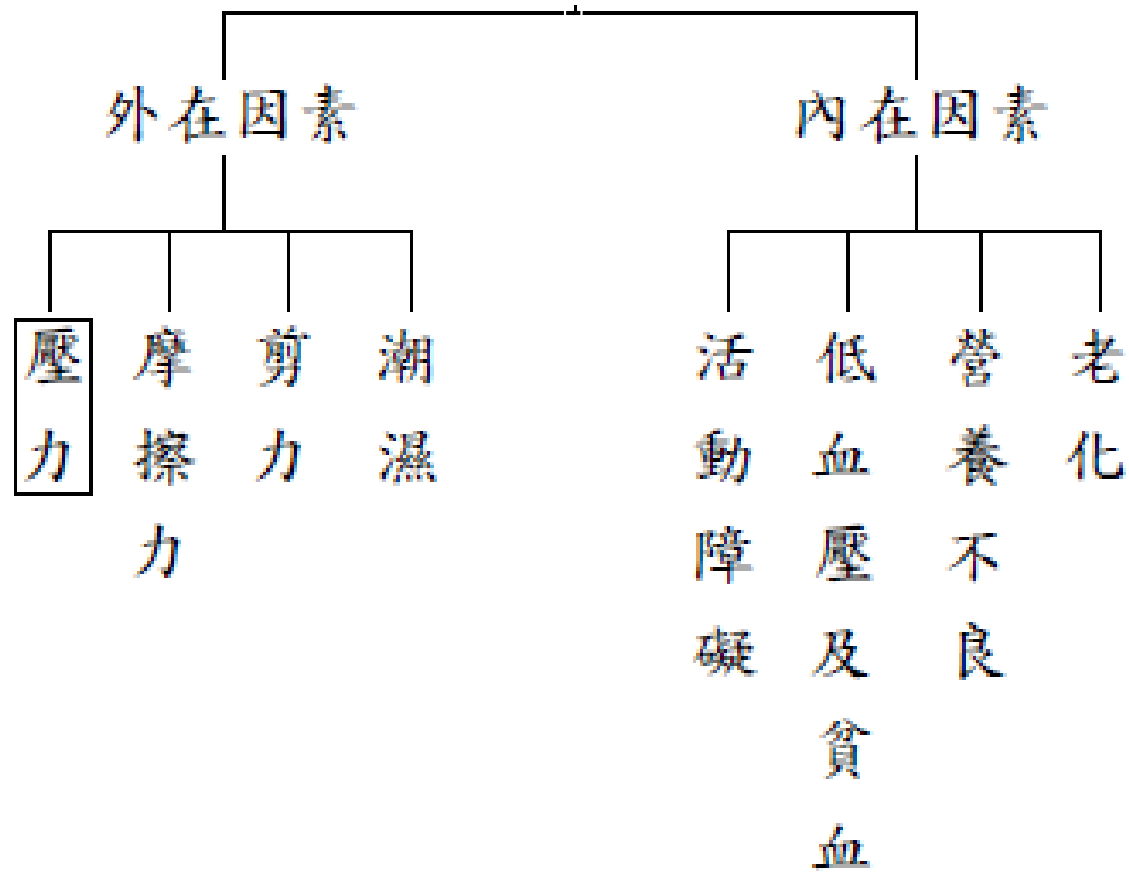 外在因素
內在因素
壓力
摩擦力
剪力
潮濕
活動障礙
低血壓及貧血
營養不良
老化